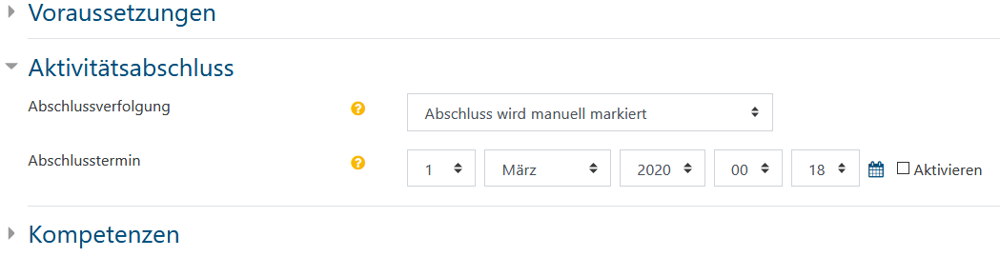 Voraussetzungen
Aktivitätsabschluss
Abschlussverfolgung ? Abschluss wird manuell markiert
Abschlusstermin ? 1 März 2020 00 18 Aktivieren
Kompetenzen